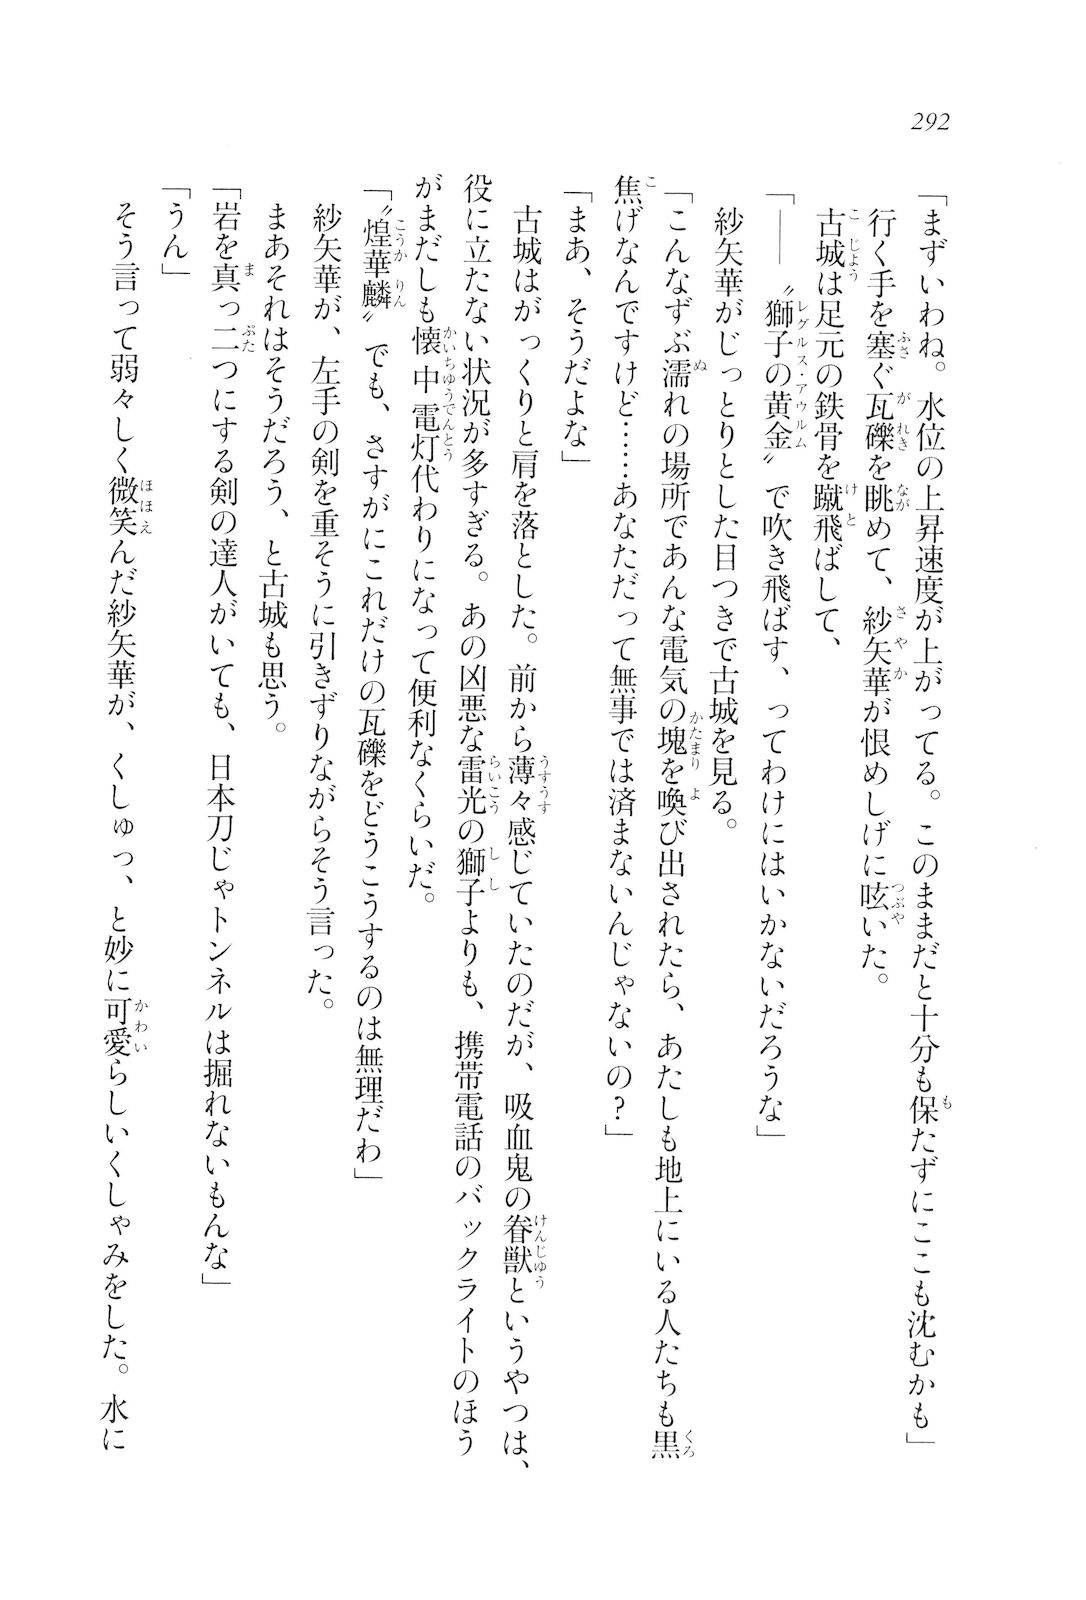 292
「まずいわね。水位の上昇速度が上がってる。このままだと十分も保たずにここも沈むかも」
行く手を塞ぐ瓦礫を眺めて、紗矢華が恨めしげに呟いた。
古城は足元の鉄骨を蹴飛ばして、
「――〝獅子の黄金〟で吹き飛ばす、ってわけにはいかないだろうな」
紗矢華がじっとりとした目つきで古城を見る。
「こんなずぶ濡れの場所であんな電気の塊を喚び出されたら、あたしも地上にいる人たちも黒
焦げなんですけど……あなただって無事では済まないんじゃないの？」
「まあ、そうだよな」
古城はがっくりと肩を落とした。前から薄々感じていたのだが、吸血鬼の眷獣というやつは、
役に立たない状況が多すぎる。あの凶悪な雷光の獅子よりも、携帯電話のバックライトのほう
がまだしも懐中電灯代わりになって便利なくらいだ。
「〝煌華麟〟でも、さすがにこれだけの瓦礫をどうこうするのは無理だわ」
紗矢華が、左手の剣を重そうに引きずりながらそう言った。
まあそれはそうだろう、と古城も思う。
「岩を真っ二つにする剣の達人がいても、日本刀じゃトンネルは掘れないもんな」
「うん」
そう言って弱々しく微笑んだ紗矢華が、くしゅっ、と妙に可愛らしいくしゃみをした。水に